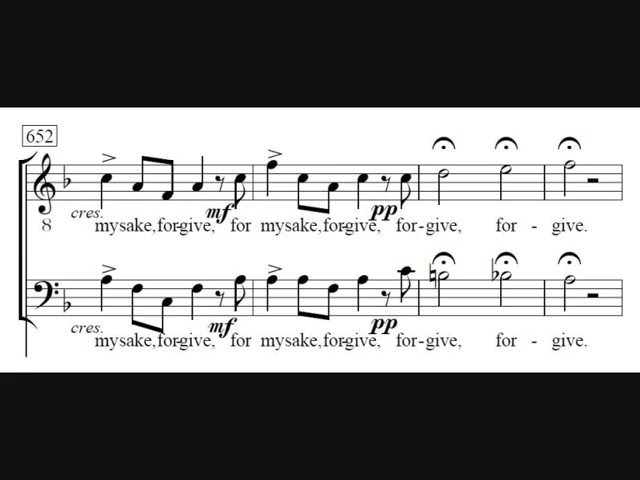 652
cres. mf pp
8 mysake,for-give, for mysake,for-give, for-give, for - give.
cres. mf pp
mysake,for-give, for mysake,for-give, for-give, for - give.